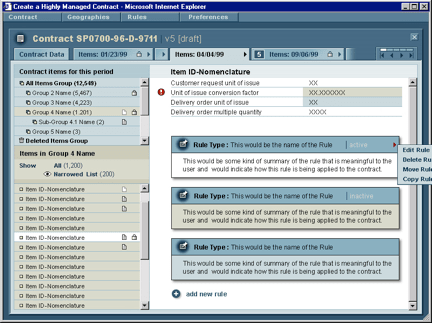 Create a Highly Managed Contract - Microsoft Internet Explorer
Contract Geographies Rules Preferences
Contract SP0700-96-D-9711 v5 [draft]
Contract Data Items: 01/23/99 Items: 04/04/99 5 Items: 09/06/99
Contract items for this period
All Items Group (12,549)
Group 2 Name (5,467)
Group 3 Name (4,223)
Group 4 Name (1,201)
Sub-Group 4.1 Name (2)
Group 5 Name (3)
Deleted Items Group
Items in Group 4 Name
Show All (1,200)
Narrowed List (200)
Item ID-Nomenclature
Item ID-Nomenclature
Item ID-Nomenclature
Item ID-Nomenclature
Item ID-Nomenclature
Item ID-Nomenclature
Item ID-Nomenclature
Item ID-Nomenclature
Item ID-Nomenclature
Item ID-Nomenclature
Item ID-Nomenclature
Item ID-Nomenclature
Item ID-Nomenclature
Item ID-Nomenclature
Customer request unit of issue XX
Unit of issue conversion factor XX.XXXXXX
Delivery order unit of issue XX
Delivery order multiple quantity XXXX
Rule Type: This would be the name of the Rule active
This would be some kind of summary of the rule that is meaningful to the
user and would indicate how this rule is being applied to the contract.
Edit Rule
Delete Ru
Move Rul
Copy Rul
Rule Type: This would be the name of the Rule inactive
This would be some kind of summary of the rule that is meaningful to the
user and would indicate how this rule is being applied to the contract.
Rule Type: This would be the name of the Rule
This would be some kind of summary of the rule that is meaningful to the
user and would indicate how this rule is being applied to the contract.
add new rule